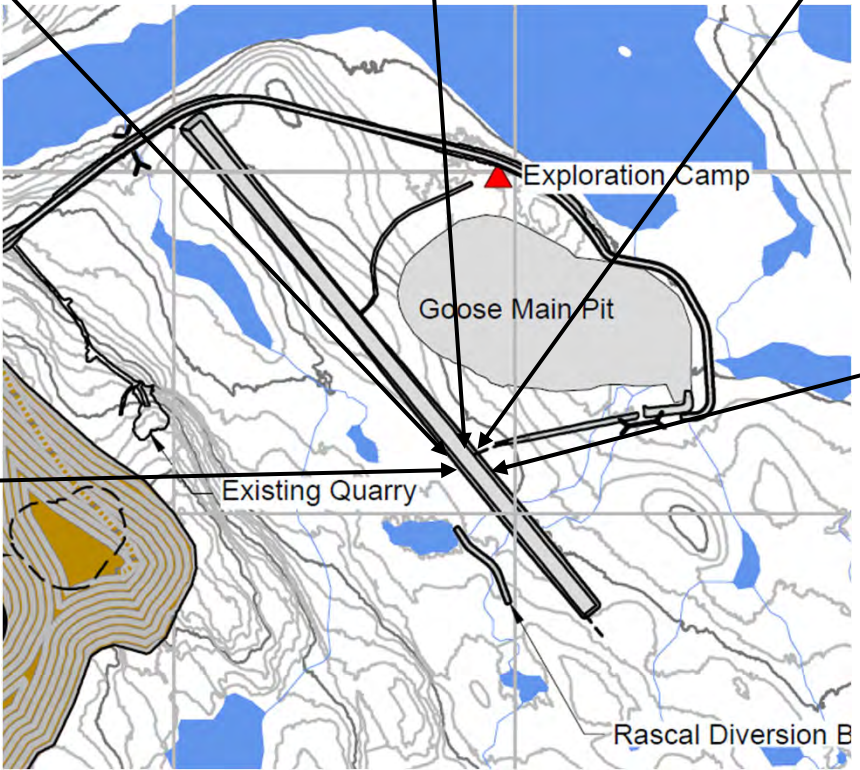 Exploration Camp
Goose Main Pit
Existing Quarry
Rascal Diversion B